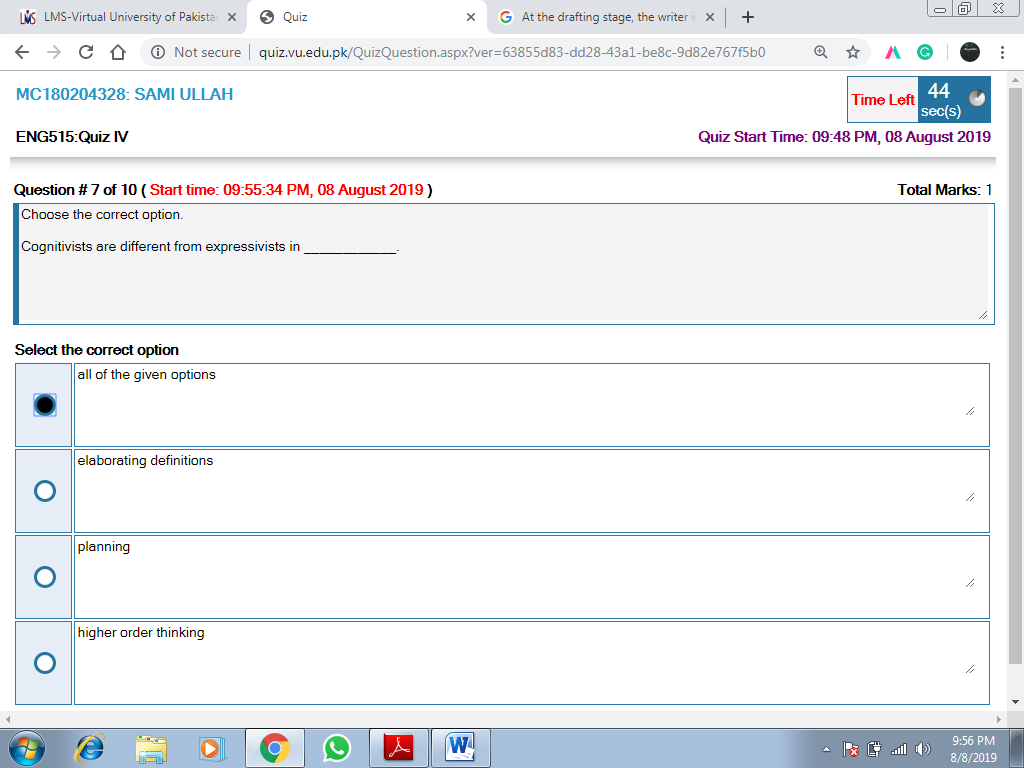 LMS-Virtual University of Pakista
Quiz
At the drafting stage, the writer i
Not secure
quiz.vu.edu.pk/QuizQuestion.aspx?ver=63855d83-dd28-43a1-be8c-9d82e767f5b0
MC180204328: SAMI ULLAH
Time Left 44 sec(s)
ENG515:Quiz IV
Quiz Start Time: 09:48 PM, 08 August 2019
Question # 7 of 10 ( Start time: 09:55:34 PM, 08 August 2019 )
Total Marks: 1
Choose the correct option.
Cognitivists are different from expressivists in ____________.
Select the correct option
all of the given options
elaborating definitions
planning
higher order thinking
9:56 PM
8/8/2019